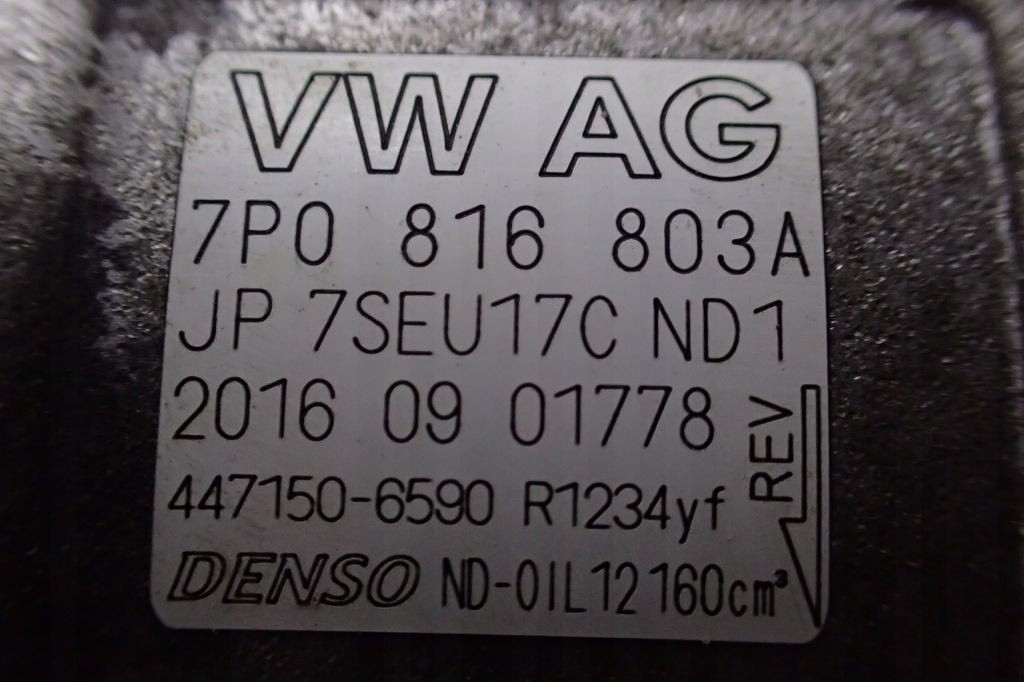 VW AG
7P0 816 803A
JP 7SEU17C ND1
2016 09 01778
REV
447150-6590 R1234yf
DENSO ND-OIL12 160cm³